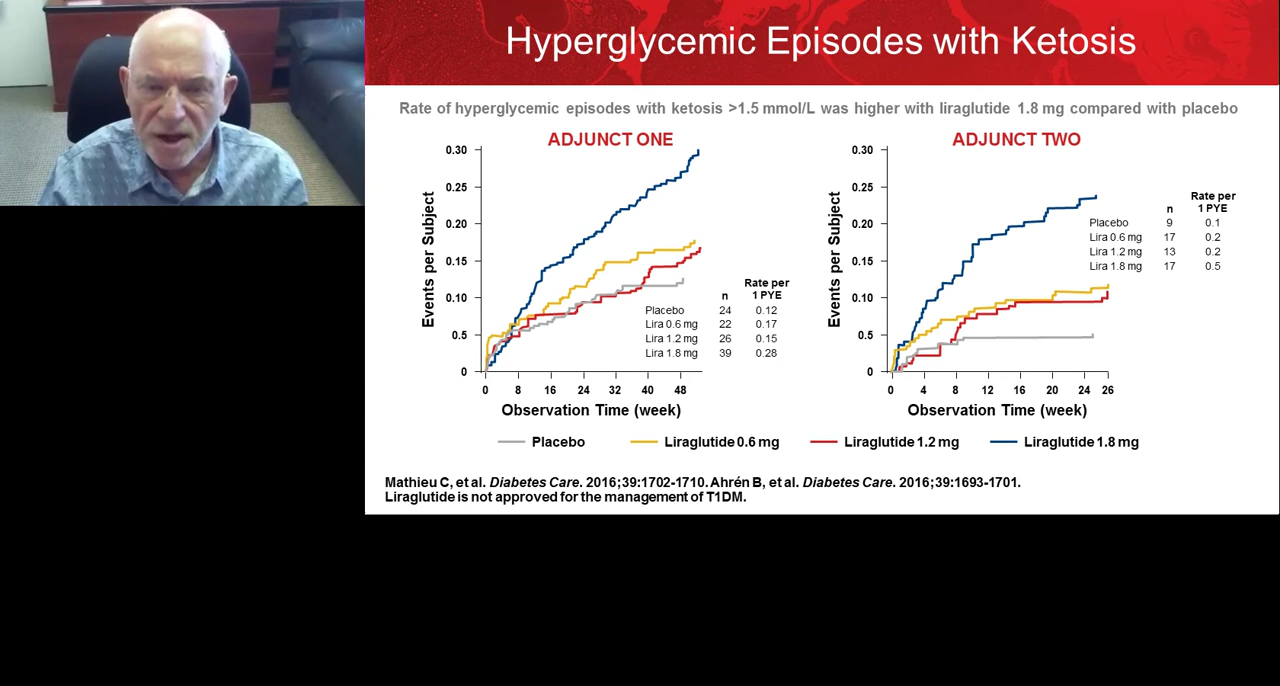 Hyperglycemic Episodes with Ketosis
Rate of hyperglycemic episodes with ketosis >1.5 mmol/L was higher with liraglutide 1.8 mg compared with placebo
ADJUNCT ONE
Events per Subject
0.30
0.25
0.20
0.15
0.10
0.5
0
0 8 16 24 32 40 48
Observation Time (week)
n Rate per 1 PYE
Placebo 24 0.12
Lira 0.6 mg 22 0.17
Lira 1.2 mg 26 0.15
Lira 1.8 mg 39 0.28
ADJUNCT TWO
Events per Subject
0.30
0.25
0.20
0.15
0.10
0.5
0
0 4 8 12 16 20 24 26
Observation Time (week)
n Rate per 1 PYE
Placebo 9 0.1
Lira 0.6 mg 17 0.2
Lira 1.2 mg 13 0.2
Lira 1.8 mg 17 0.5
Placebo Liraglutide 0.6 mg Liraglutide 1.2 mg Liraglutide 1.8 mg
Mathieu C, et al. Diabetes Care. 2016;39:1702-1710. Ahrén B, et al. Diabetes Care. 2016;39:1693-1701.
Liraglutide is not approved for the management of T1DM.